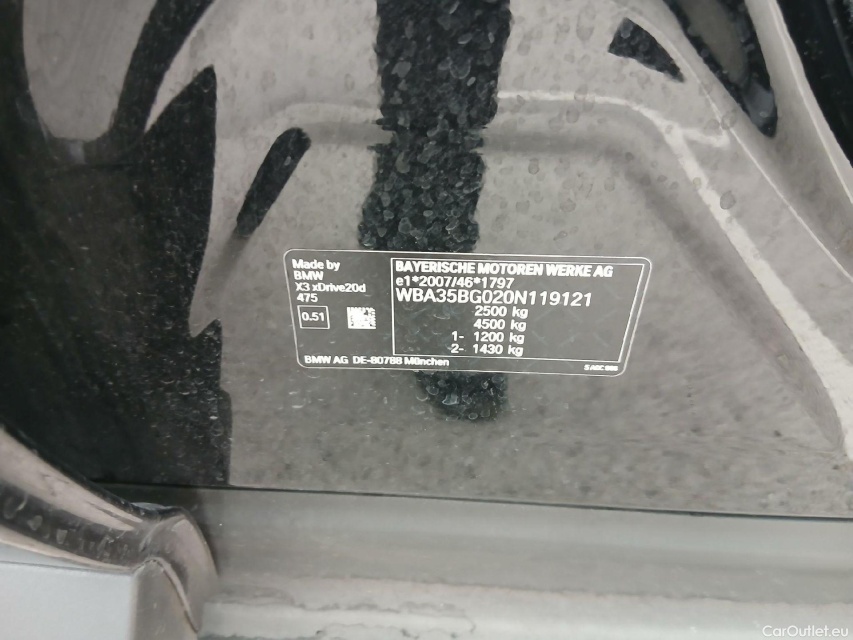 Made by
BMW
X3 xDrive20d
475
0.51
BAYERISCHE MOTOREN WERKE AG
e1*2007/46*1797
WBA35BG020N119121
2500 kg
4500 kg
1- 1200 kg
2- 1430 kg
BMW AG DE-80788 München
CarOutlet.eu